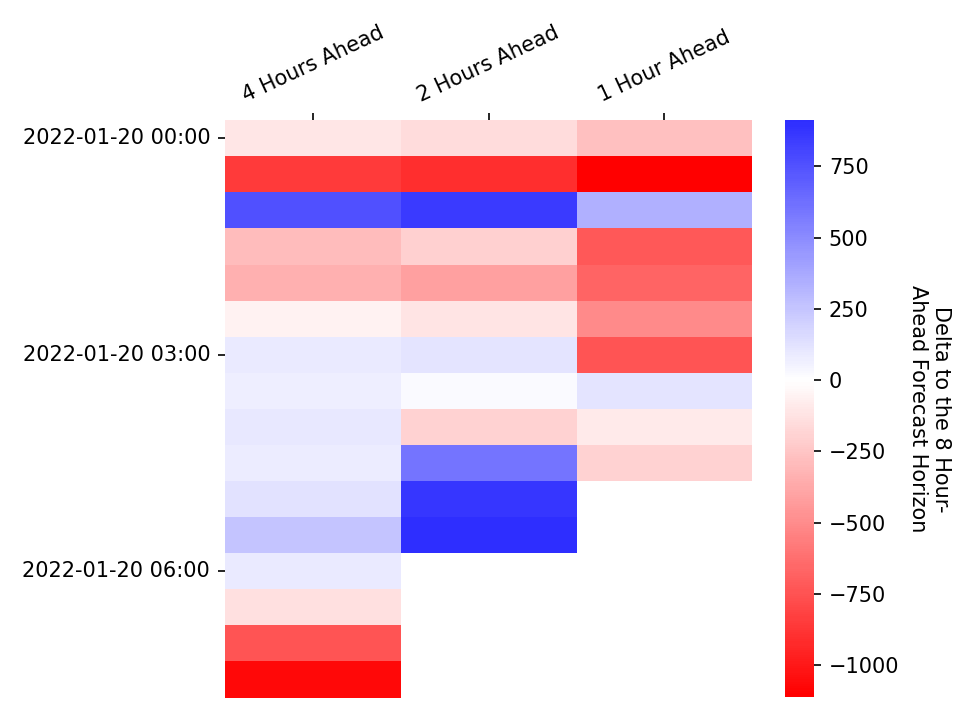 4 Hours Ahead
2 Hours Ahead
1 Hour Ahead
2022-01-20 00:00
2022-01-20 03:00
2022-01-20 06:00
750
500
250
0
−250
−500
−750
−1000
Delta to the 8 Hour-
Ahead Forecast Horizon